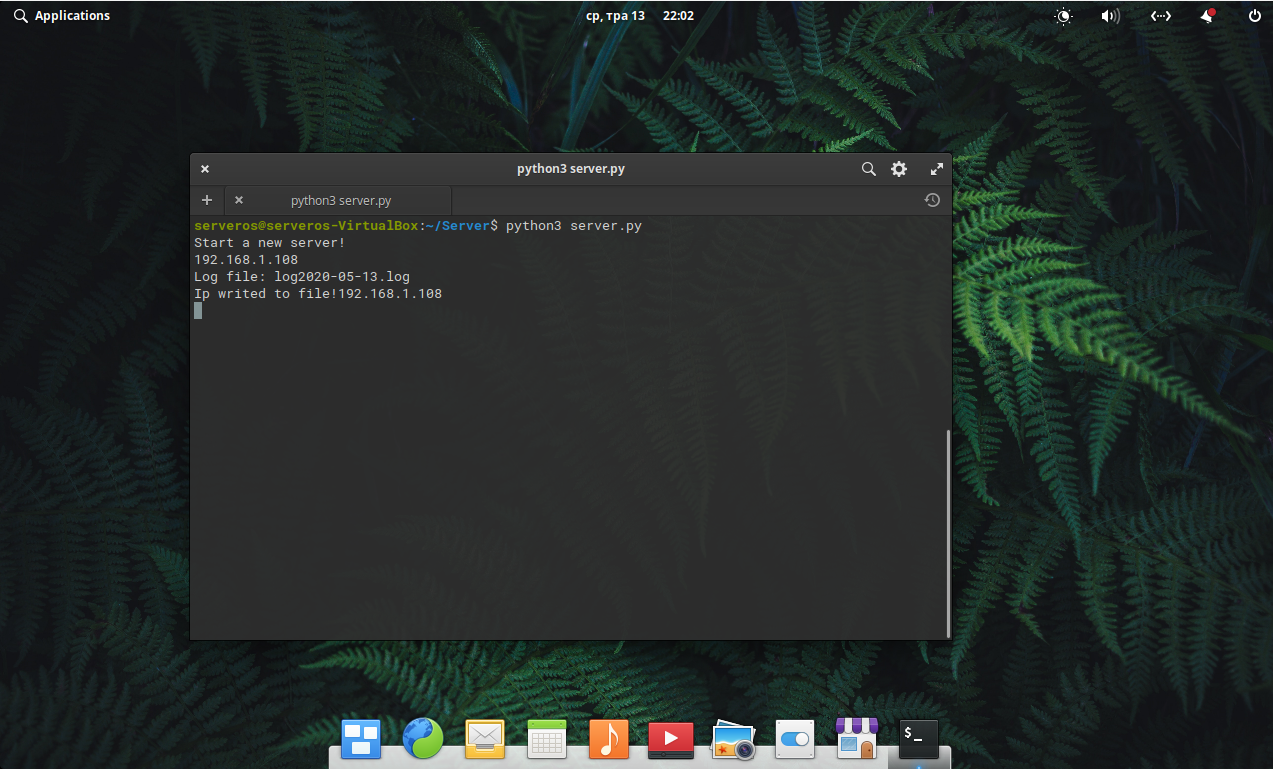 Applications
ср, тра 13 22:02
python3 server.py
python3 server.py
serveros@serveros-VirtualBox:~/Server$ python3 server.py
Start a new server!
192.168.1.108
Log file: log2020-05-13.log
Ip writed to file!192.168.1.108
$_